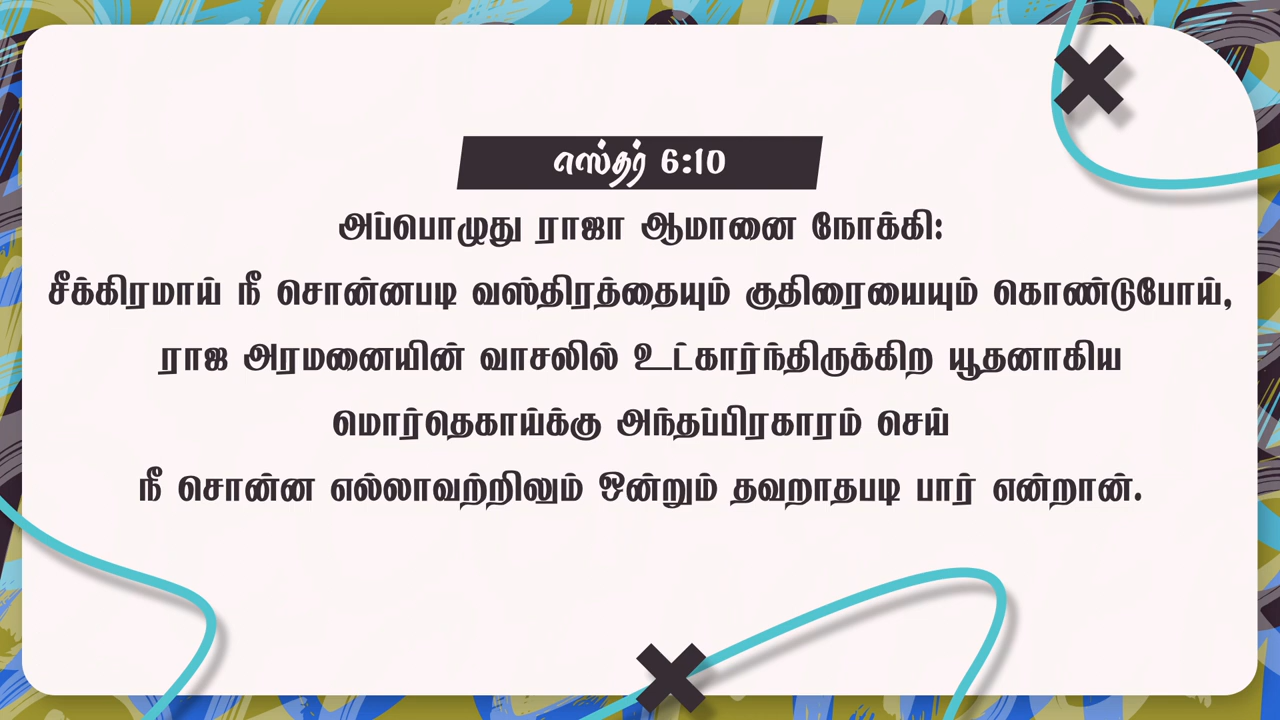 எஸ்தர் 6:10
அப்பொழுது ராஜா ஆமானை நோக்கி:
சீக்கிரமாய் நீ சொன்னபடி வஸ்திரத்தையும் குதிரையையும் கொண்டுபோய்,
ராஜ அரமனையின் வாசலில் உட்கார்ந்திருக்கிற யூதனாகிய
மொர்தெகாய்க்கு அந்தப்பிரகாரம் செய்
நீ சொன்ன எல்லாவற்றிலும் ஒன்றும் தவறாதபடி பார் என்றான்.